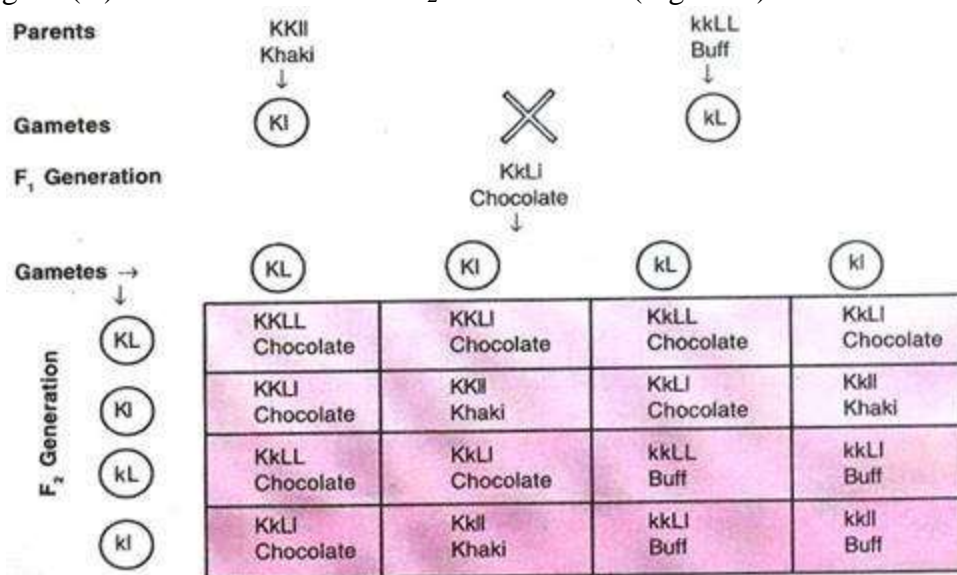 Parents KKll kkLL
Khaki Buff
↓ ↓
Gametes Kl kL
F₁ Generation KkLi
Chocolate
↓
Gametes → KL Kl kL kl
↓
F₂ Generation
KL KKLL KKLl KkLL KkLl
Chocolate Chocolate Chocolate Chocolate
Kl KKLl KKll KkLl Kkll
Chocolate Khaki Chocolate Khaki
kL KkLL KkLl kkLL kkLl
Chocolate Chocolate Buff Buff
kl KkLl Kkll kkLl kkll
Chocolate Khaki Buff Buff